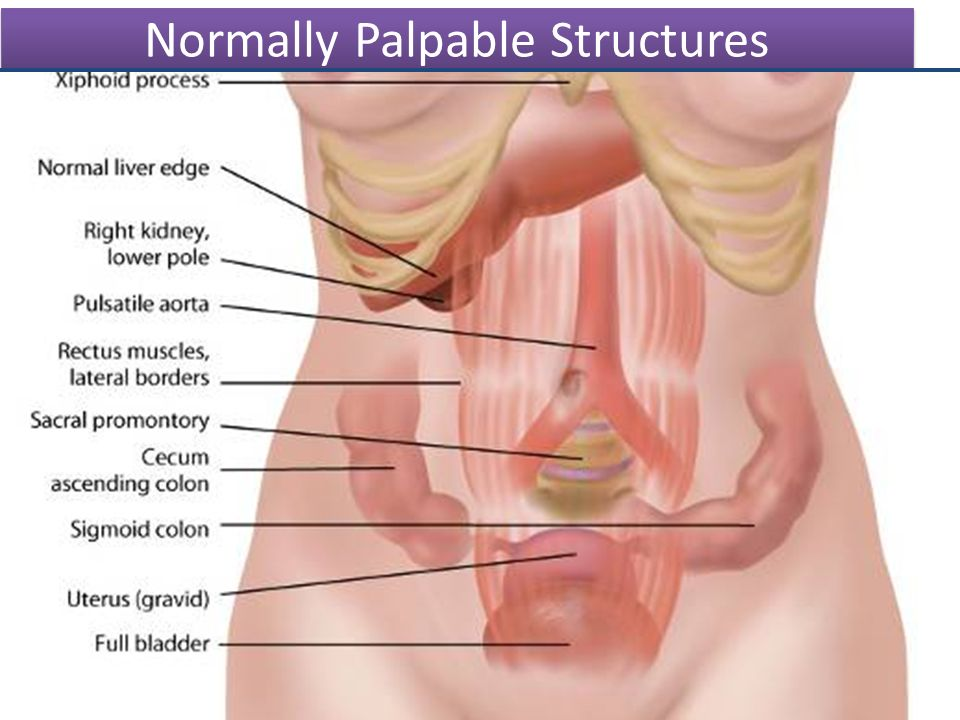 Normally Palpable Structures
Xiphoid process
Normal liver edge
Right kidney,
lower pole
Pulsatile aorta
Rectus muscles,
lateral borders
Sacral promontory
Cecum
ascending colon
Sigmoid colon
Uterus (gravid)
Full bladder